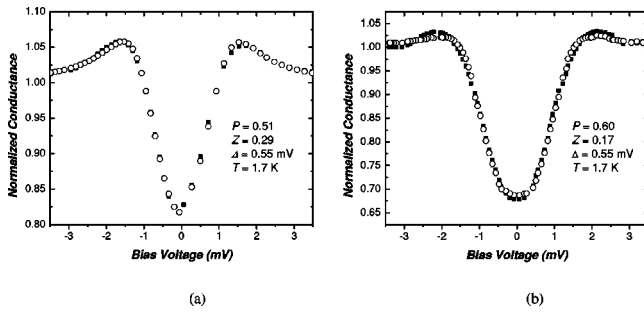 (a)
1.10
1.05
1.00
0.95
0.90
0.85
0.80
Normalized Conductance
P = 0.51
Z = 0.29
Δ = 0.55 mV
T = 1.7 K
-3 -2 -1 0 1 2 3
Bias Voltage (mV)
(b)
1.05
1.00
0.95
0.90
0.85
0.80
0.75
0.70
0.65
Normalized Conductance
P = 0.60
Z = 0.17
Δ = 0.55 mV
T = 1.7 K
-3 -2 -1 0 1 2 3
Bias Voltage (mV)
(a)
(b)